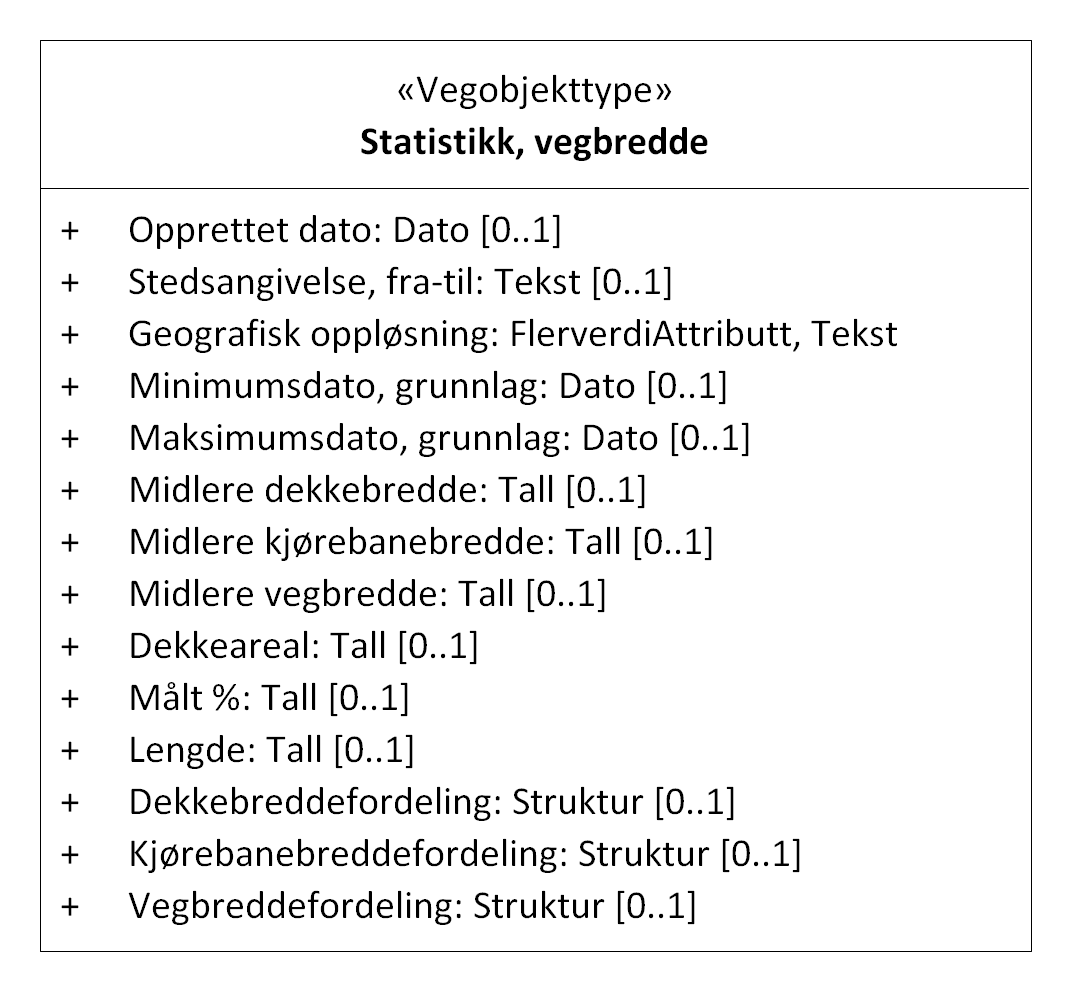 «Vegobjekttype»
Statistikk, vegbredde
+ Opprettet dato: Dato [0..1]
+ Stedsangivelse, fra-til: Tekst [0..1]
+ Geografisk oppløsning: FlerverdiAttributt, Tekst
+ Minimumsdato, grunnlag: Dato [0..1]
+ Maksimumsdato, grunnlag: Dato [0..1]
+ Midlere dekkebredde: Tall [0..1]
+ Midlere kjørebanebredde: Tall [0..1]
+ Midlere vegbredde: Tall [0..1]
+ Dekkeareal: Tall [0..1]
+ Målt %: Tall [0..1]
+ Lengde: Tall [0..1]
+ Dekkebreddefordeling: Struktur [0..1]
+ Kjørebanebreddefordeling: Struktur [0..1]
+ Vegbreddefordeling: Struktur [0..1]